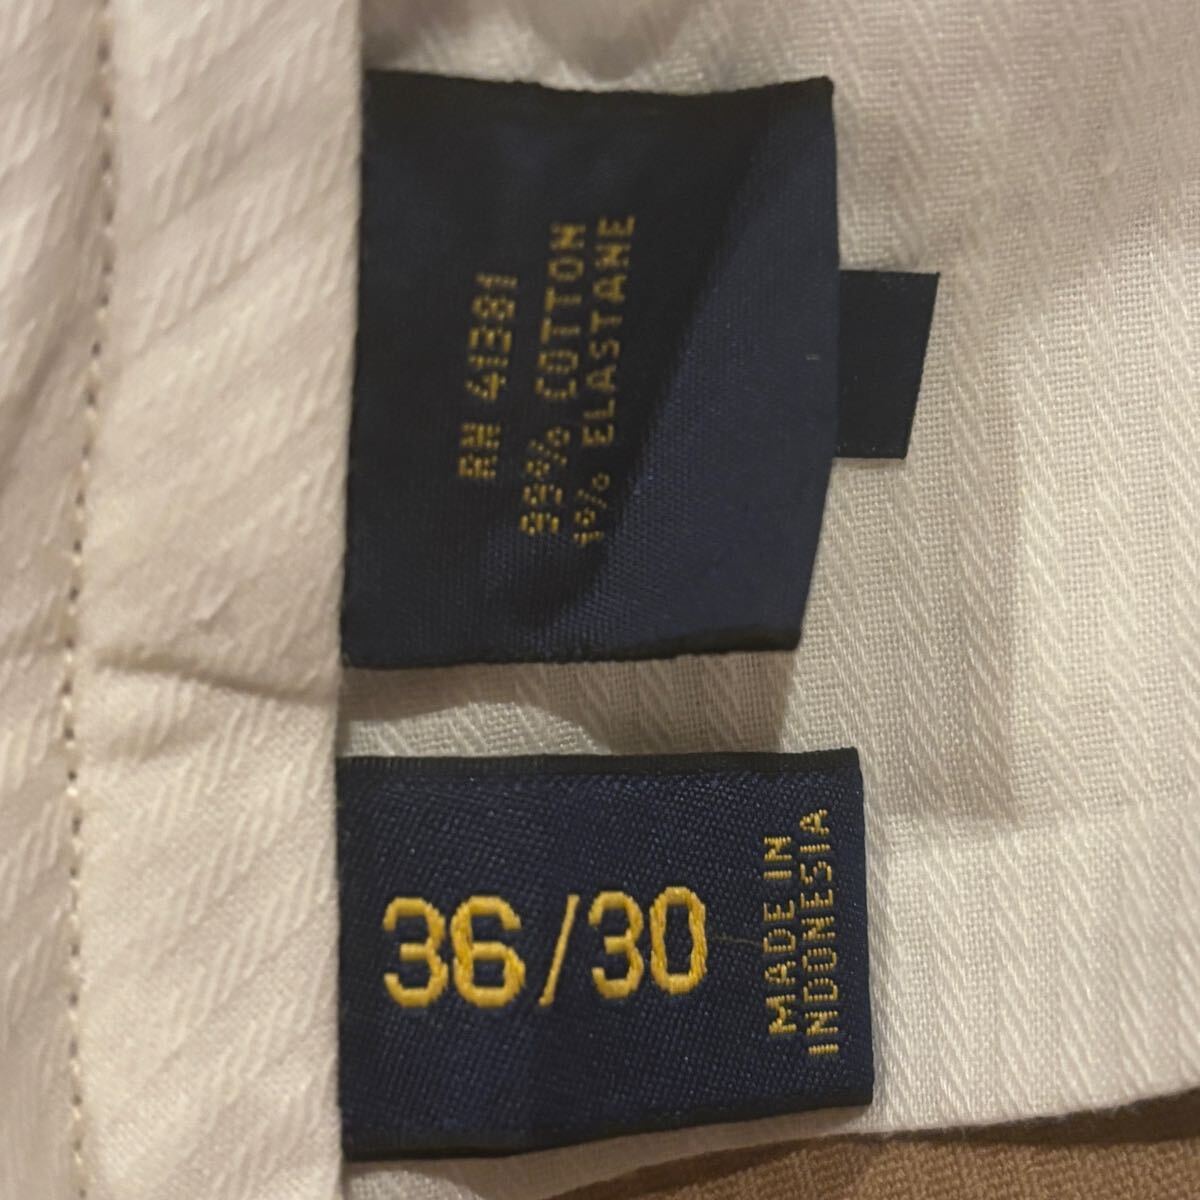 RN 41381
99% COTTON
1% ELASTANE
36/30
MADE IN
INDONESIA